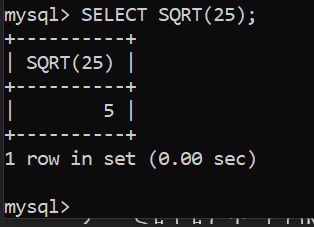 mysql> SELECT SQRT(25);
+----------+
| SQRT(25) |
+----------+
|        5 |
+----------+
1 row in set (0.00 sec)
mysql>